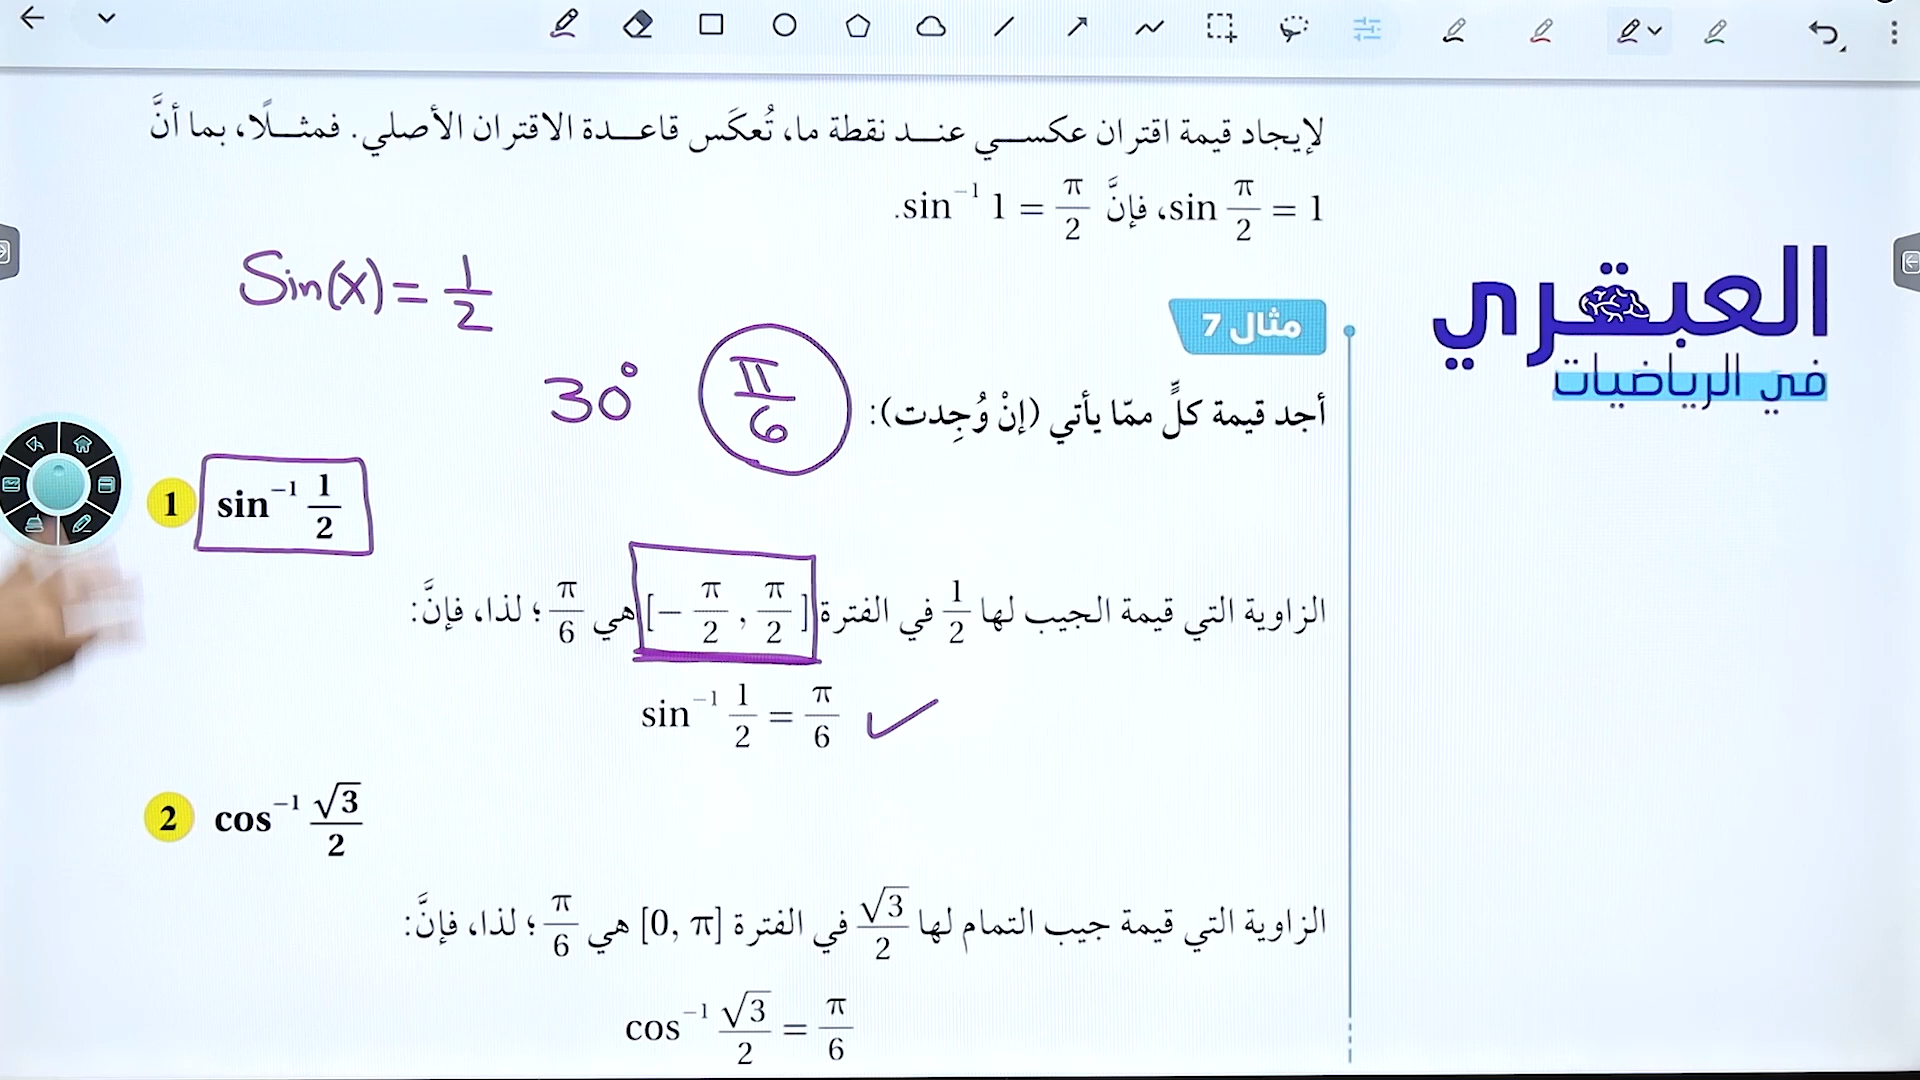 لإيجاد قيمة اقتران عكسي عند نقطة ما، تُعكَس قاعدة الاقتران الأصلي. فمثلًا، بما أنَّ
sin π/2 = 1، فإنَّ sin⁻¹ 1 = π/2.
Sin(x) = 1/2
العبقري
في الرياضيات
مثال 7
30° π/6
أجد قيمة كلٍّ ممّا يأتي (إنْ وُجِدت):
1 sin⁻¹ 1/2
الزاوية التي قيمة الجيب لها 1/2 في الفترة [−π/2, π/2] هي π/6؛ لذا، فإنَّ:
sin⁻¹ 1/2 = π/6 ✓
2 cos⁻¹ √3/2
الزاوية التي قيمة جيب التمام لها √3/2 في الفترة [0, π] هي π/6؛ لذا، فإنَّ:
cos⁻¹ √3/2 = π/6